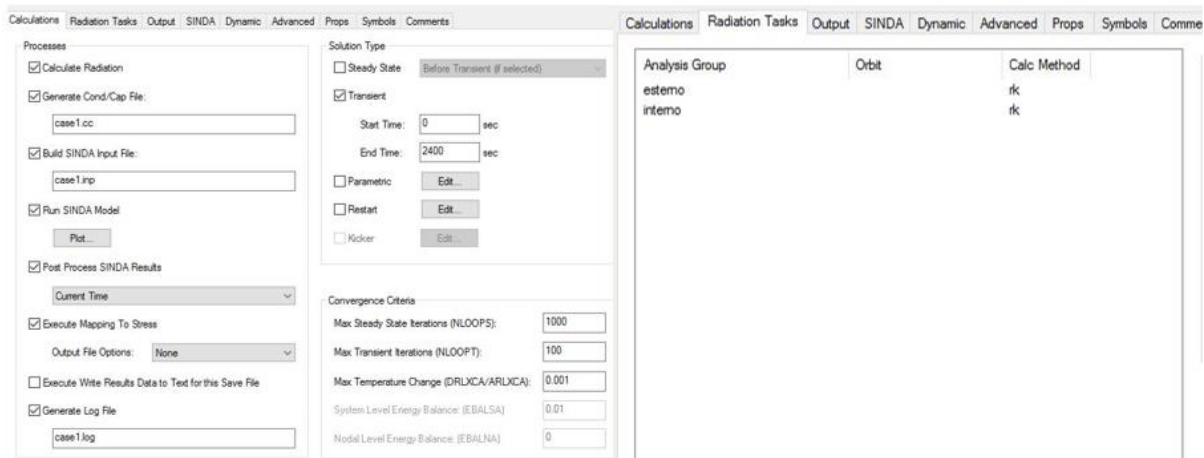 Calculations Radiation Tasks Output SINDA Dynamic Advanced Props Symbols Comments
Processes
Calculate Radiation
Generate Cond/Cap File:
case1.cc
Build SINDA Input File:
case1.inp
Run SINDA Model
Plot...
Post Process SINDA Results
Current Time
Execute Mapping To Stress
Output File Options: None
Execute Write Results Data to Text for this Save File
Generate Log File
case1.log
Solution Type
Steady State Before Transient (if selected)
Transient
Start Time: 0 sec
End Time: 2400 sec
Parametric Edit...
Restart Edit...
Kicker Edit...
Convergence Criteria
Max Steady State Iterations (NLOOPS): 1000
Max Transient Iterations (NLOOPT): 100
Max Temperature Change (DRLXCA/ARLXCA): 0.001
System Level Energy Balance: (EBALSA) 0.01
Nodal Level Energy Balance: (EBALNA) 0
Calculations Radiation Tasks Output SINDA Dynamic Advanced Props Symbols Comme
Analysis Group Orbit Calc Method
esterno rk
interno rk